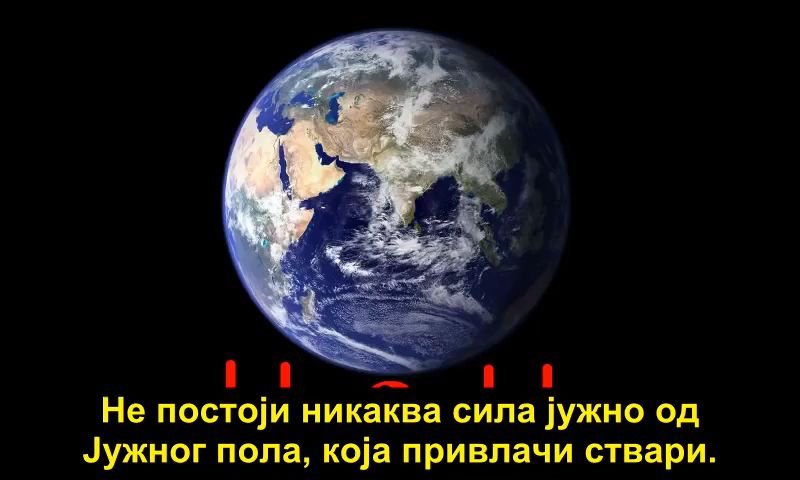 Не постоји никаква сила јужно од
Јужног пола, која привлачи ствари.